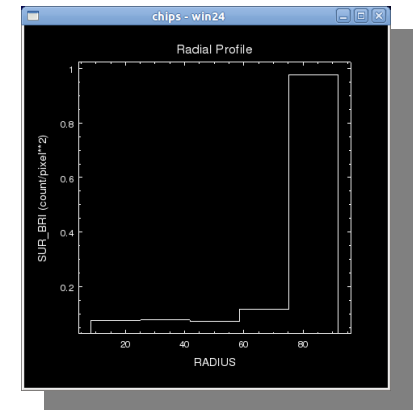 chips - win24
Radial Profile
1
0.8
0.6
0.4
0.2
SUR_BRI (count/pixel**2)
20 40 60 80
RADIUS